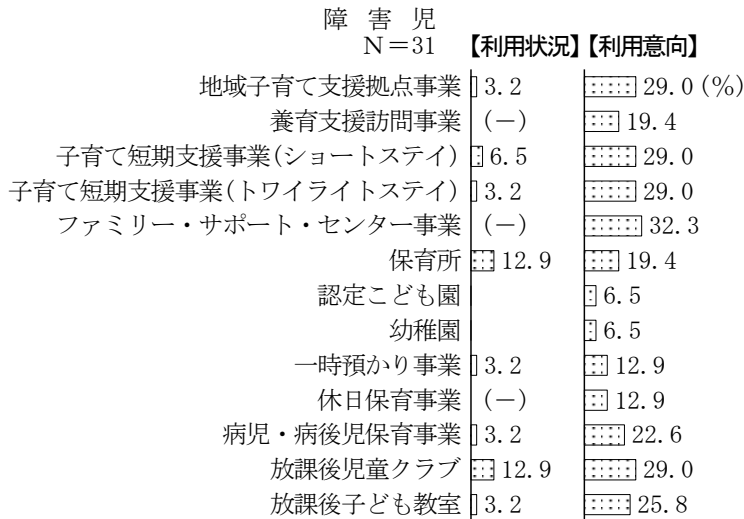 障 害 児
N=31 【利用状況】【利用意向】
地域子育て支援拠点事業 3.2 29.0(%)
養育支援訪問事業 (-) 19.4
子育て短期支援事業(ショートステイ) 6.5 29.0
子育て短期支援事業(トワイライトステイ) 3.2 29.0
ファミリー・サポート・センター事業 (-) 32.3
保育所 12.9 19.4
認定こども園 6.5
幼稚園 6.5
一時預かり事業 3.2 12.9
休日保育事業 (-) 12.9
病児・病後児保育事業 3.2 22.6
放課後児童クラブ 12.9 29.0
放課後子ども教室 3.2 25.8